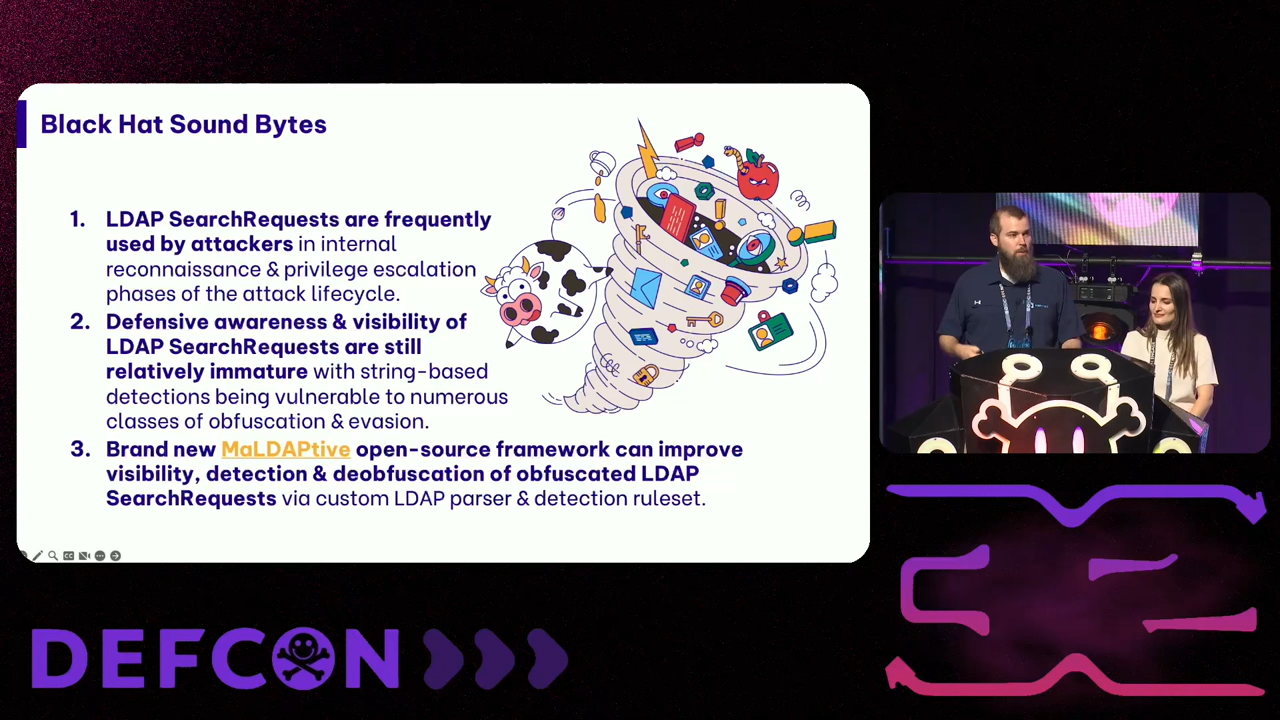 Black Hat Sound Bytes
1. LDAP SearchRequests are frequently
used by attackers in internal
reconnaissance & privilege escalation
phases of the attack lifecycle.
2. Defensive awareness & visibility of
LDAP SearchRequests are still
relatively immature with string-based
detections being vulnerable to numerous
classes of obfuscation & evasion.
3. Brand new MaLDAPtive open-source framework can improve
visibility, detection & deobfuscation of obfuscated LDAP
SearchRequests via custom LDAP parser & detection ruleset.
DEFCON